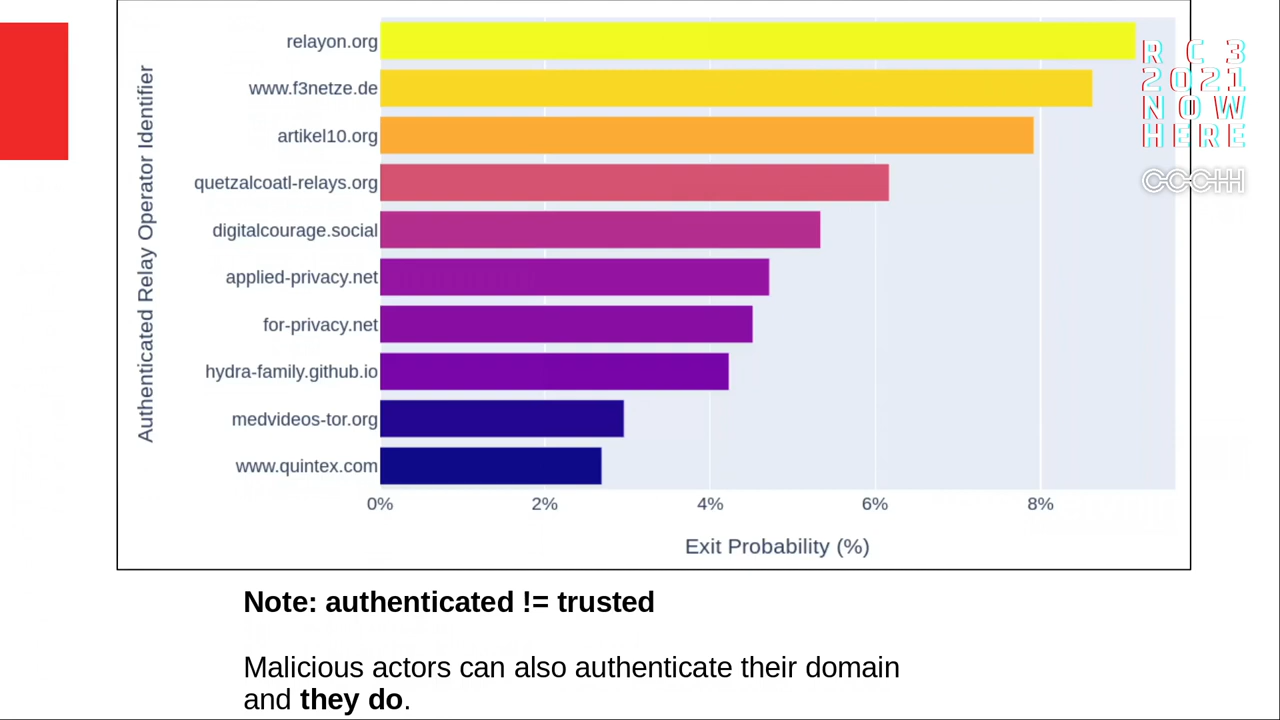 relayon.org
www.f3netze.de
artikel10.org
quetzalcoatl-relays.org
digitalcourage.social
applied-privacy.net
for-privacy.net
hydra-family.github.io
medvideos-tor.org
www.quintex.com
Authenticated Relay Operator Identifier
0% 2% 4% 6% 8%
Exit Probability (%)
R C 3
2021
NOW
HERE
CCCHH
Note: authenticated != trusted
Malicious actors can also authenticate their domain
and they do.